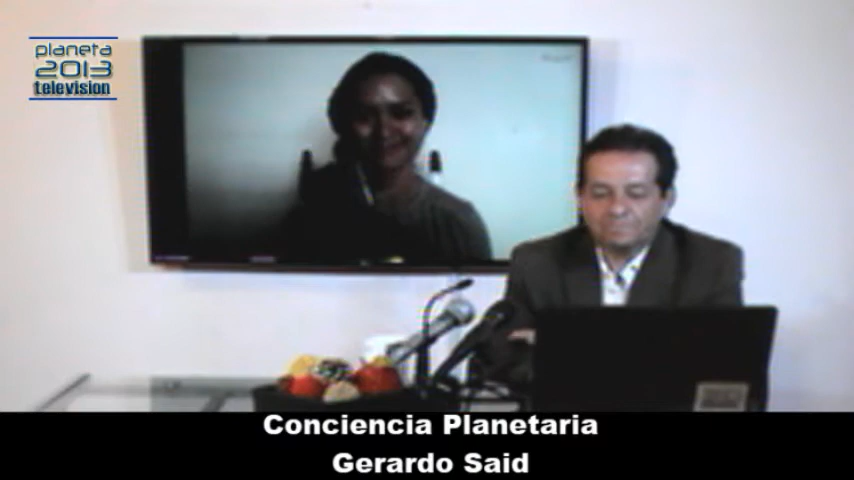 planeta
2013
television
Conciencia Planetaria
Gerardo Said